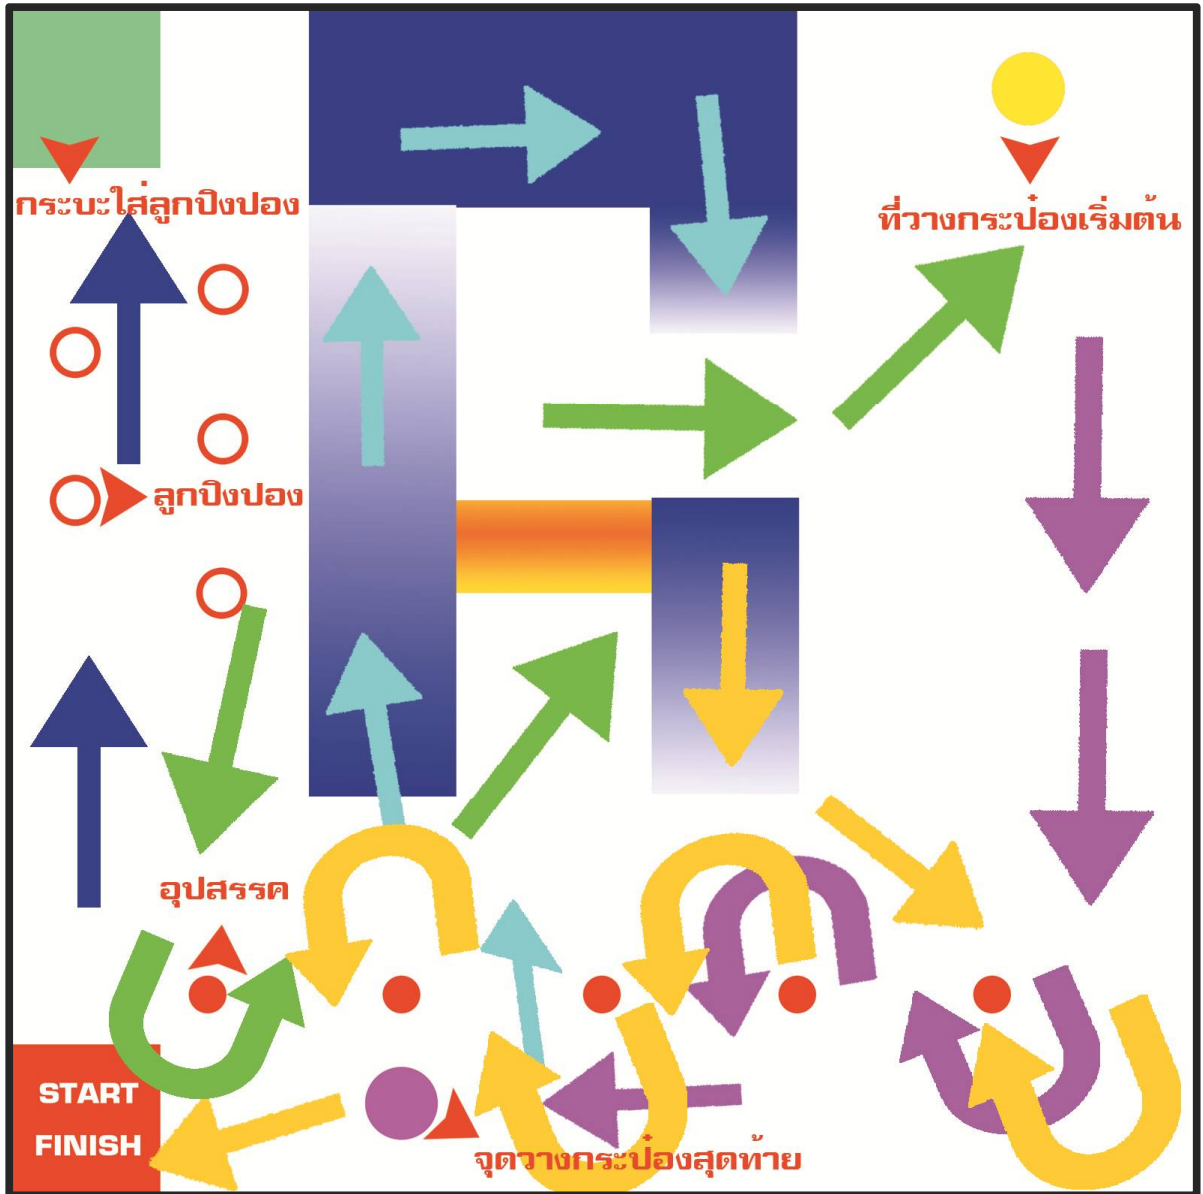 กระบะใส่ลูกปิงปอง
ที่วางกระป๋องเริ่มต้น
ลูกปิงปอง
อุปสรรค
START
FINISH
จุดวางกระป๋องสุดท้าย